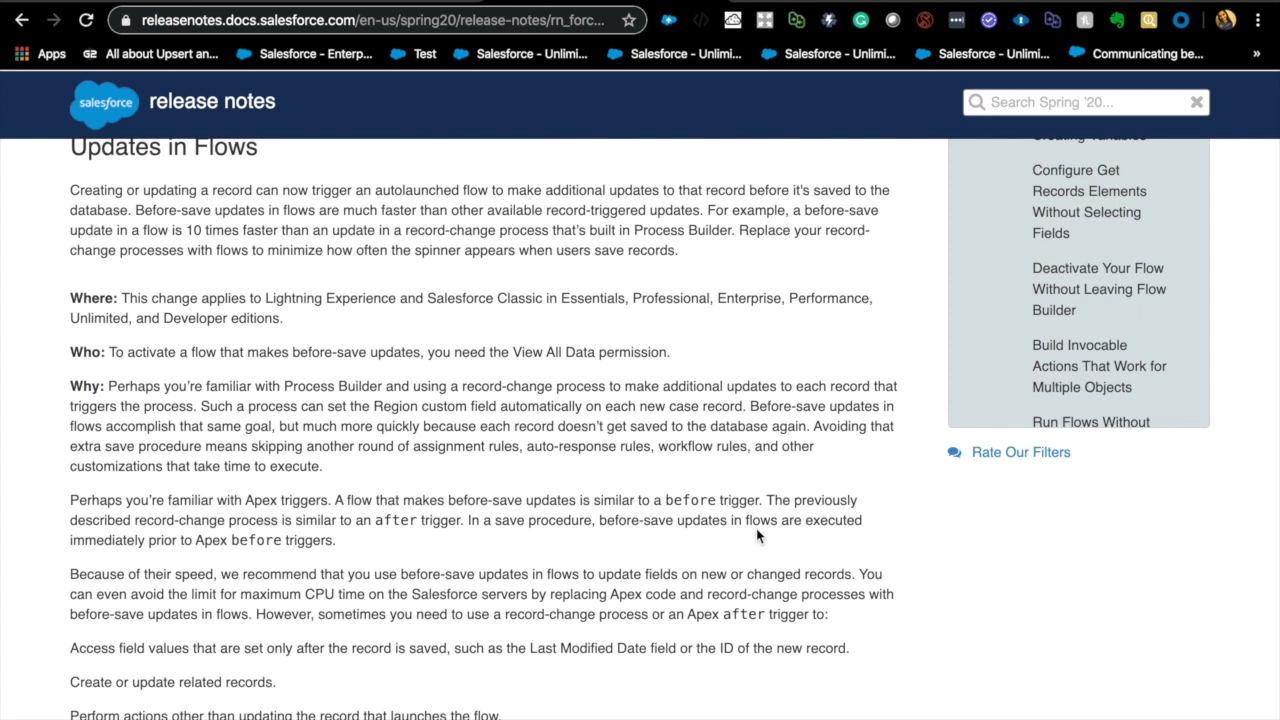 releasenotes.docs.salesforce.com/en-us/spring20/release-notes/rn_forc...
Apps
G2 All about Upsert an...
Salesforce - Enterp...
Test
Salesforce – Unlimi...
Salesforce – Unlimi...
Salesforce – Unlimi...
Salesforce – Unlimi...
Communicating be...
»
salesforce release notes
Search Spring '20...
Updates in Flows
Creating or updating a record can now trigger an autolaunched flow to make additional updates to that record before it's saved to the
database. Before-save updates in flows are much faster than other available record-triggered updates. For example, a before-save
update in a flow is 10 times faster than an update in a record-change process that’s built in Process Builder. Replace your record-
change processes with flows to minimize how often the spinner appears when users save records.
Where: This change applies to Lightning Experience and Salesforce Classic in Essentials, Professional, Enterprise, Performance,
Unlimited, and Developer editions.
Who: To activate a flow that makes before-save updates, you need the View All Data permission.
Why: Perhaps you’re familiar with Process Builder and using a record-change process to make additional updates to each record that
triggers the process. Such a process can set the Region custom field automatically on each new case record. Before-save updates in
flows accomplish that same goal, but much more quickly because each record doesn’t get saved to the database again. Avoiding that
extra save procedure means skipping another round of assignment rules, auto-response rules, workflow rules, and other
customizations that take time to execute.
Perhaps you’re familiar with Apex triggers. A flow that makes before-save updates is similar to a before trigger. The previously
described record-change process is similar to an after trigger. In a save procedure, before-save updates in flows are executed
immediately prior to Apex before triggers.
Because of their speed, we recommend that you use before-save updates in flows to update fields on new or changed records. You
can even avoid the limit for maximum CPU time on the Salesforce servers by replacing Apex code and record-change processes with
before-save updates in flows. However, sometimes you need to use a record-change process or an Apex after trigger to:
Access field values that are set only after the record is saved, such as the Last Modified Date field or the ID of the new record.
Create or update related records.
Perform actions other than updating the record that launches the flow.
Creating Variables
Configure Get
Records Elements
Without Selecting
Fields
Deactivate Your Flow
Without Leaving Flow
Builder
Build Invocable
Actions That Work for
Multiple Objects
Run Flows Without
Rate Our Filters